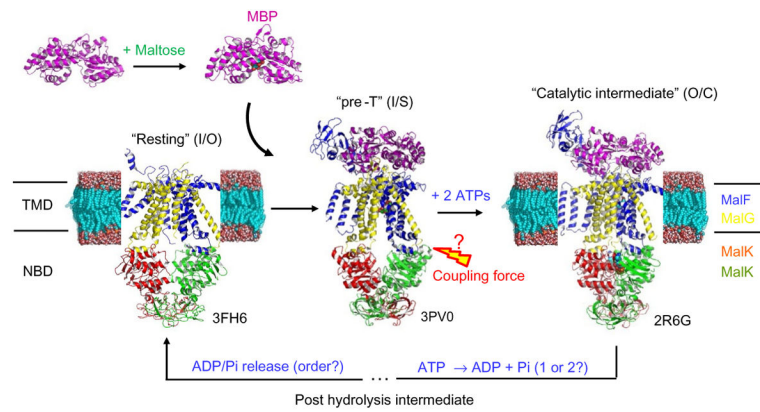 MBP
+ Maltose
“pre -T” (I/S)
“Catalytic intermediate” (O/C)
“Resting” (I/O)
TMD
+ 2 ATPs
MalF
MalG
NBD
?
Coupling force
MalK
MalK
3FH6
3PV0
2R6G
ADP/Pi release (order?)
ATP → ADP + Pi (1 or 2?)
...
Post hydrolysis intermediate